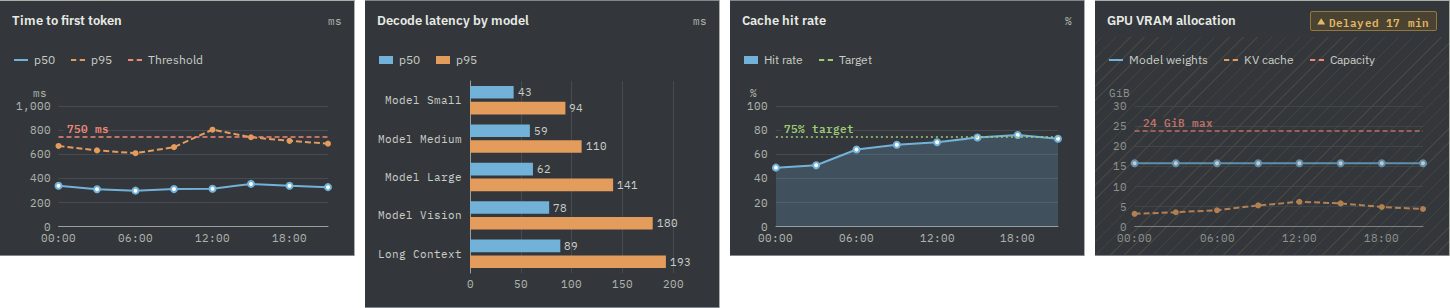 Time to first token
ms
p50
p95
Threshold
ms
1,000
800
600
400
200
0
750 ms
00:00
06:00
12:00
18:00
Decode latency by model
ms
p50
p95
Model Small
43
94
Model Medium
59
110
Model Large
62
141
Model Vision
78
180
Long Context
89
193
0
50
100
150
200
Cache hit rate
%
Hit rate
Target
%
100
80
60
40
20
0
75% target
00:00
06:00
12:00
18:00
GPU VRAM allocation
Delayed 17 min
Model weights
KV cache
Capacity
GiB
30
25
20
15
10
5
0
24 GiB max
00:00
06:00
12:00
18:00